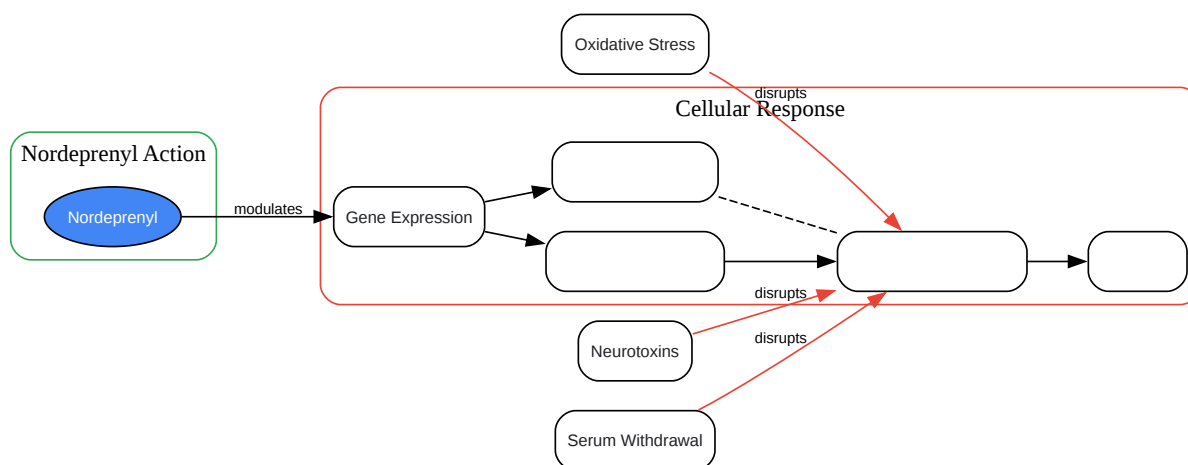 Oxidative Stress
disrupts
Cellular Response
Nordeprenyl Action
Nordeprenyl
modulates
Gene Expression
disrupts
Neurotoxins
disrupts
Serum Withdrawal